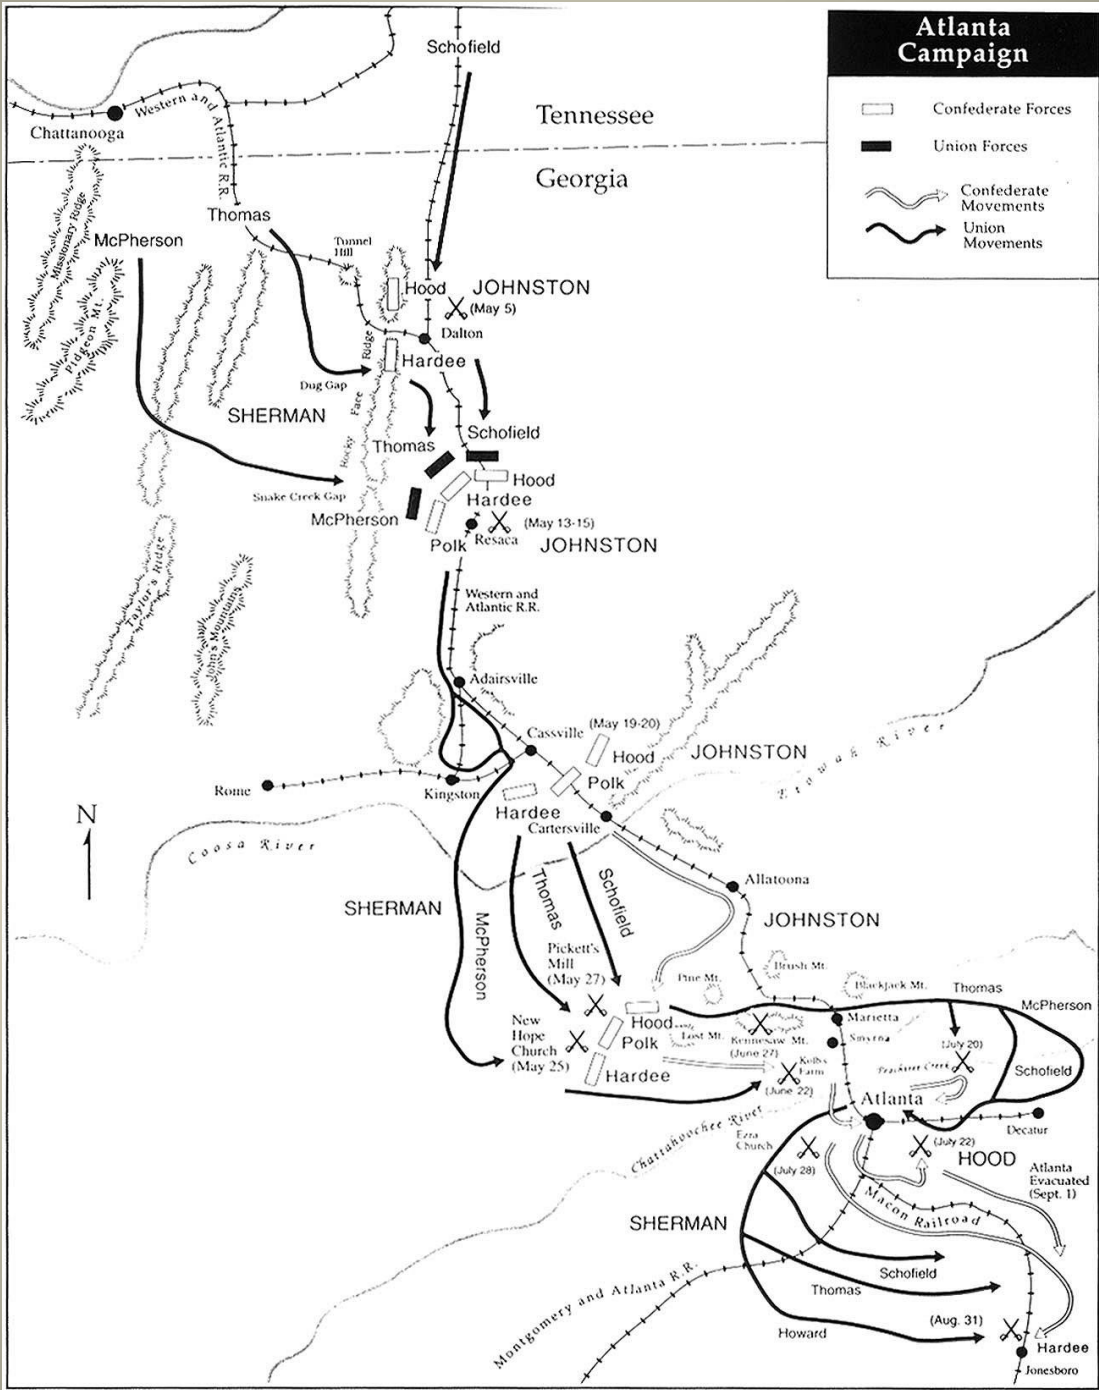 Atlanta
Campaign
Confederate Forces
Union Forces
Confederate
Movements
Union
Movements
Schofield
Tennessee
Georgia
Chattanooga
Western and
Atlantic R.R.
Thomas
McPherson
Missionary Ridge
Pidgeon Mt.
Tunnel
Hill
Hood
JOHNSTON
(May 5)
Dalton
Hardee
Rocky Face Ridge
Dug Gap
SHERMAN
Thomas
Schofield
Snake Creek Gap
Hood
Hardee
McPherson
(May 13-15)
Polk
Resaca
JOHNSTON
Taylor's Ridge
John's Mountains
Western and
Atlantic R.R.
Adairsville
Cassville
(May 19-20)
Hood
JOHNSTON
Polk
Rome
Kingston
Hardee
Cartersville
Etowah River
N
Coosa River
Allatoona
SHERMAN
McPherson
Thomas
Schofield
JOHNSTON
Pickett's
Mill
(May 27)
Pine Mt.
Brush Mt.
Blackjack Mt.
Thomas
McPherson
New
Hope
Church
(May 25)
Hood
Polk
Hardee
Lost Mt.
Kennesaw Mt.
(June 27)
Marietta
Smyrna
Kolb's
Farm
(June 22)
(July 20)
Peachtree Creek
Schofield
Atlanta
Decatur
Chattahoochee River
Ezra
Church
(July 28)
(July 22)
HOOD
Atlanta
Evacuated
(Sept. 1)
Macon Railroad
SHERMAN
Schofield
Thomas
Montgomery and Atlanta R.R.
Howard
(Aug. 31)
Hardee
Jonesboro